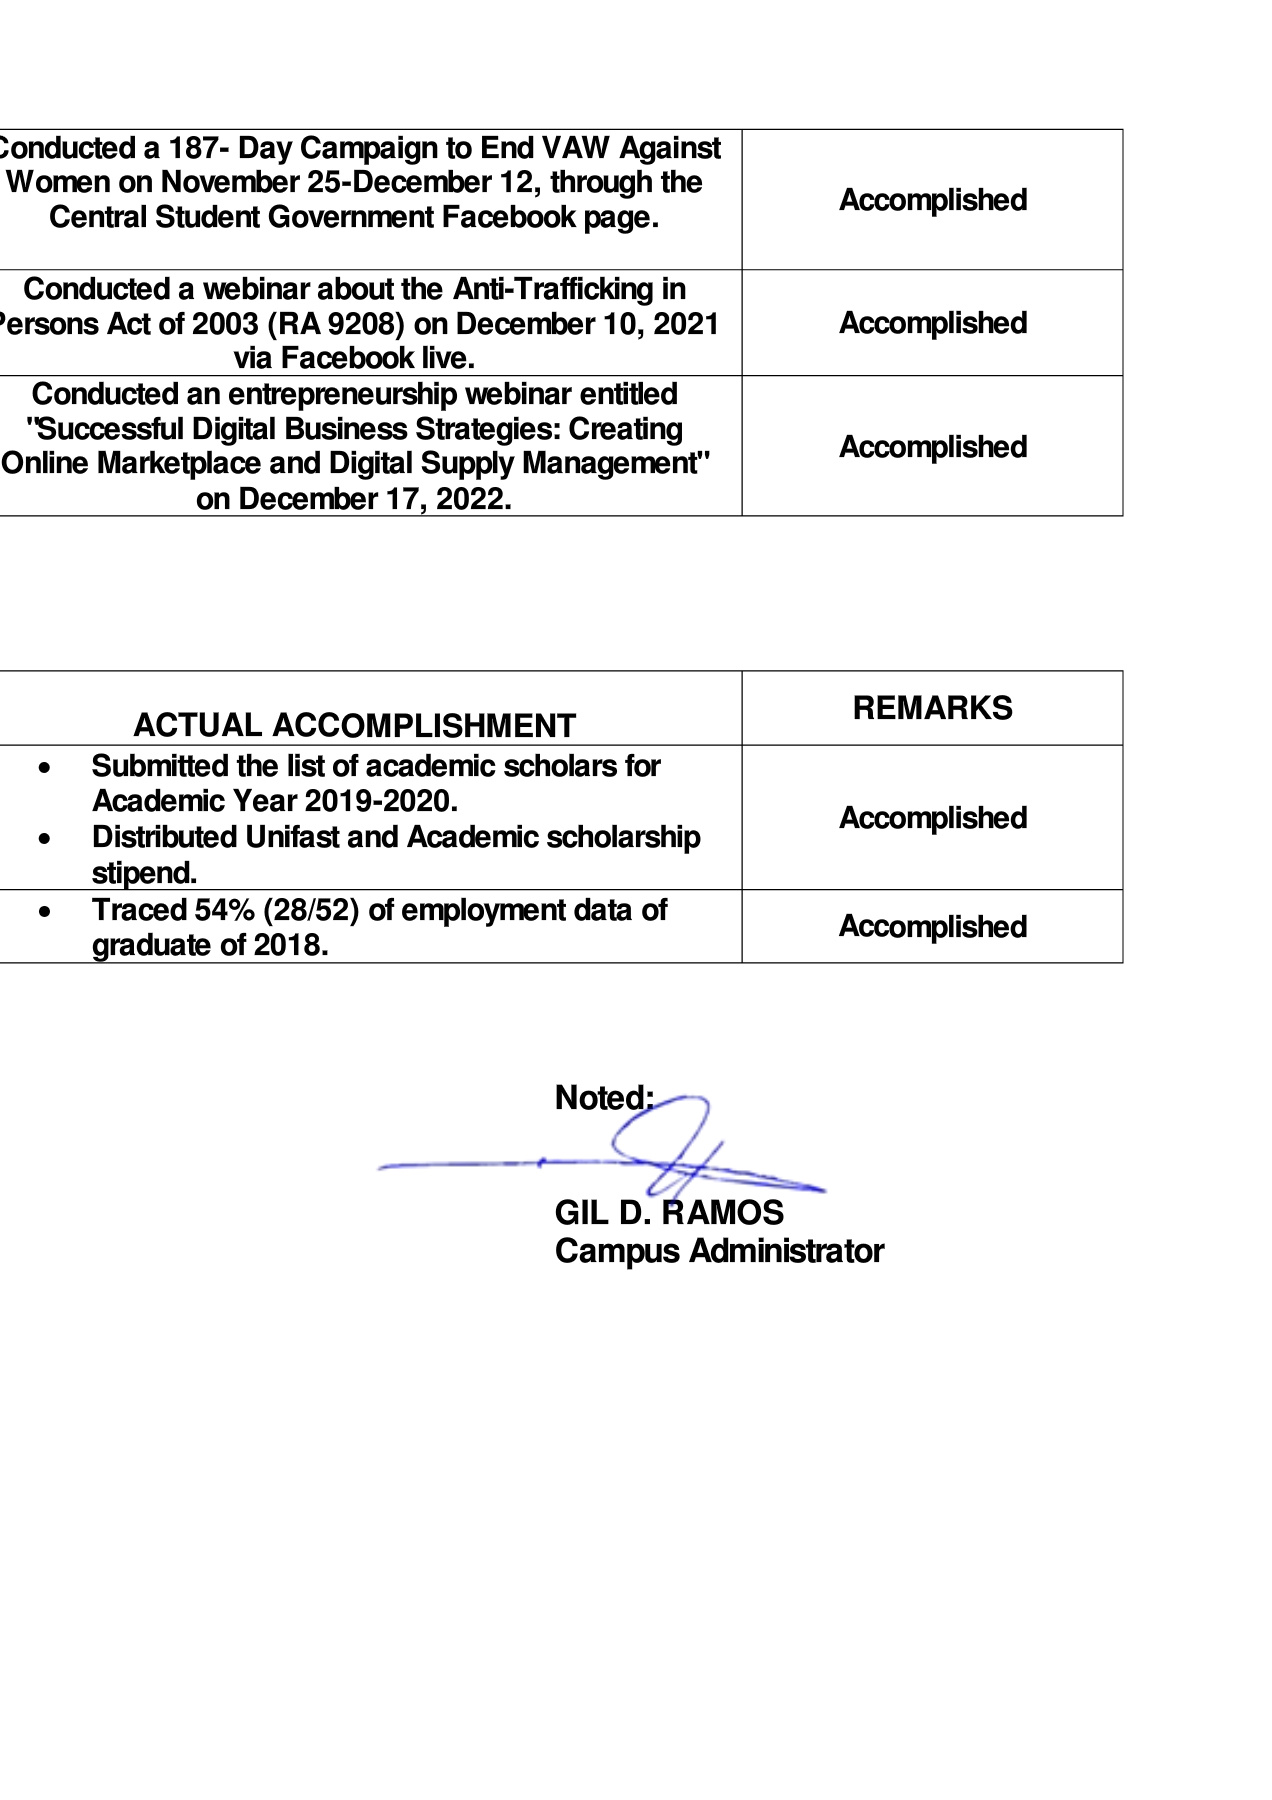 Conducted a 187- Day Campaign to End VAW Against
Women on November 25-December 12, through the
Central Student Government Facebook page.
Accomplished
Conducted a webinar about the Anti-Trafficking in
Persons Act of 2003 (RA 9208) on December 10, 2021
via Facebook live.
Accomplished
Conducted an entrepreneurship webinar entitled
"Successful Digital Business Strategies: Creating
Online Marketplace and Digital Supply Management"
on December 17, 2022.
Accomplished
ACTUAL ACCOMPLISHMENT
REMARKS
• Submitted the list of academic scholars for
Academic Year 2019-2020.
• Distributed Unifast and Academic scholarship
stipend.
Accomplished
• Traced 54% (28/52) of employment data of
graduate of 2018.
Accomplished
Noted:
GIL D. RAMOS
Campus Administrator